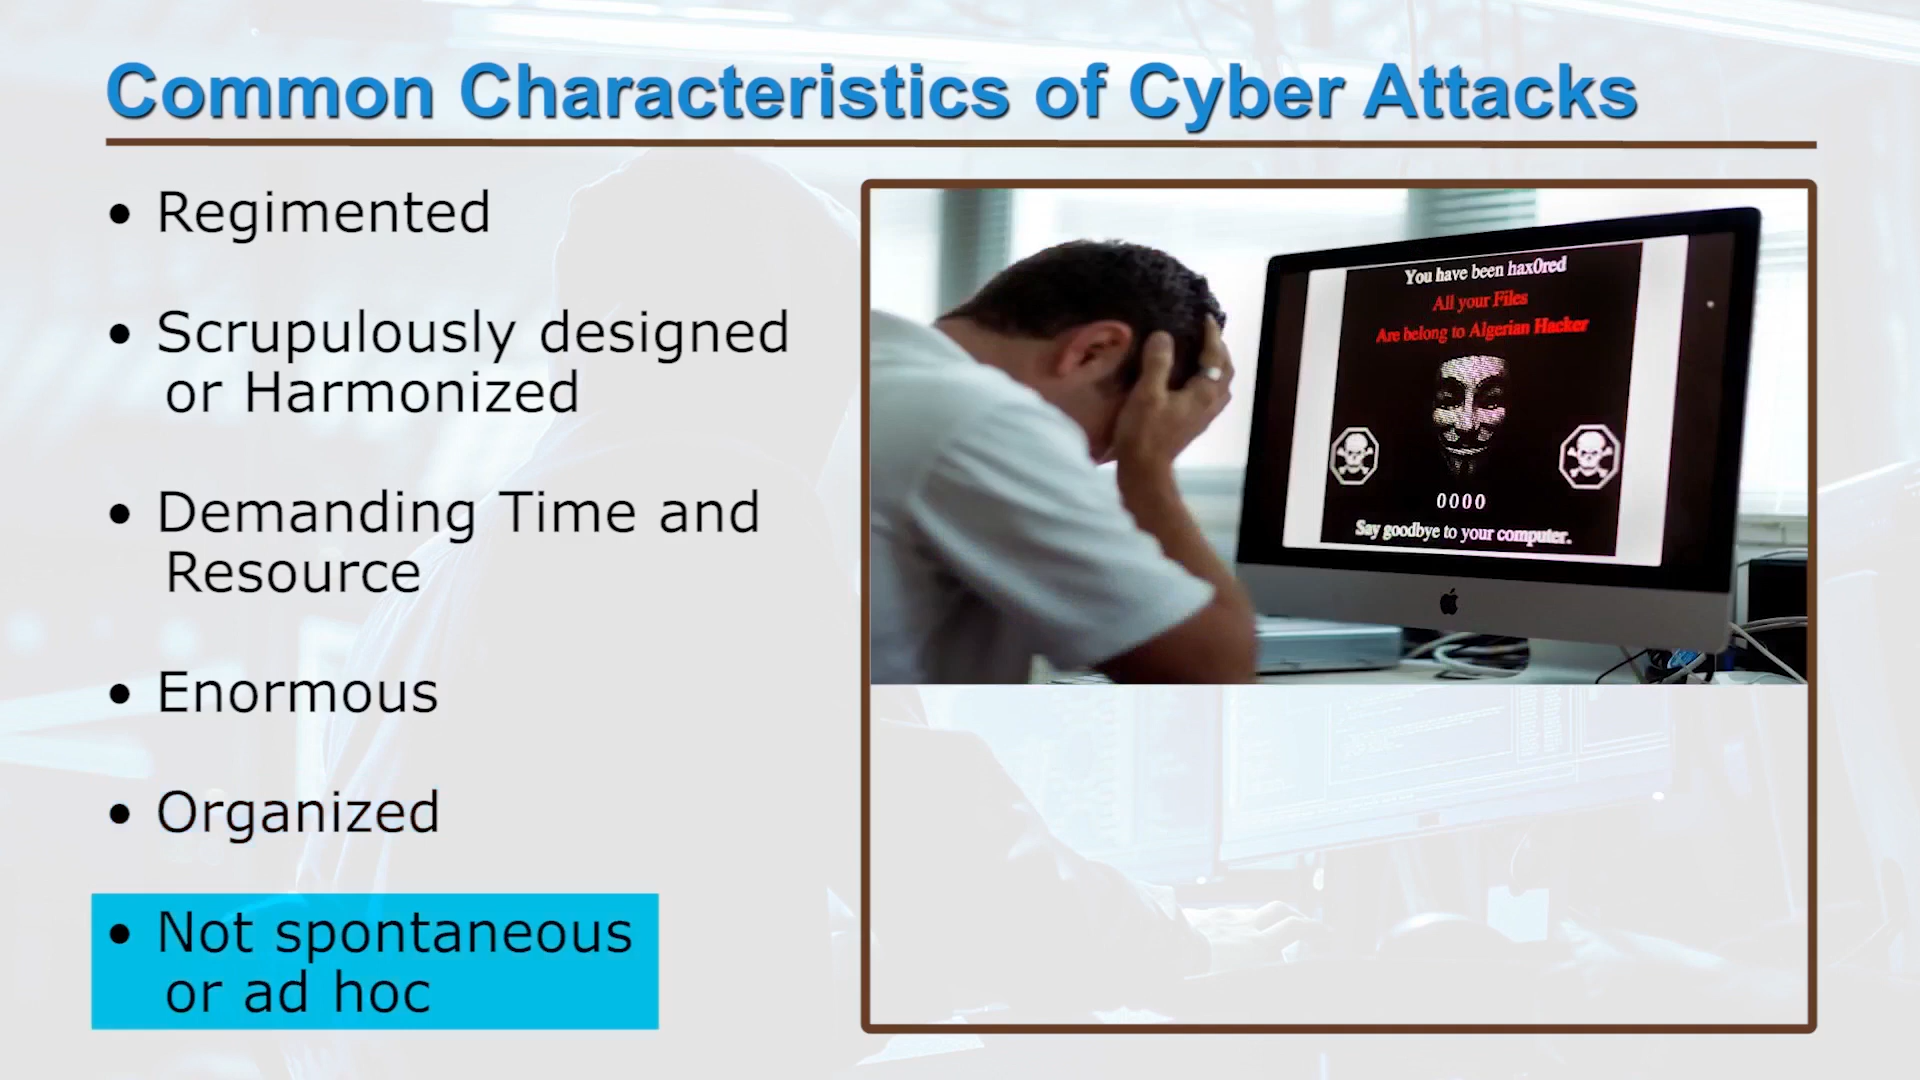 Common Characteristics of Cyber Attacks
• Regimented
• Scrupulously designed
or Harmonized
• Demanding Time and
Resource
• Enormous
• Organized
• Not spontaneous
or ad hoc
You have been hax0red
All your Files
Are belong to Algerian Hacker
0000
Say goodbye to your computer.